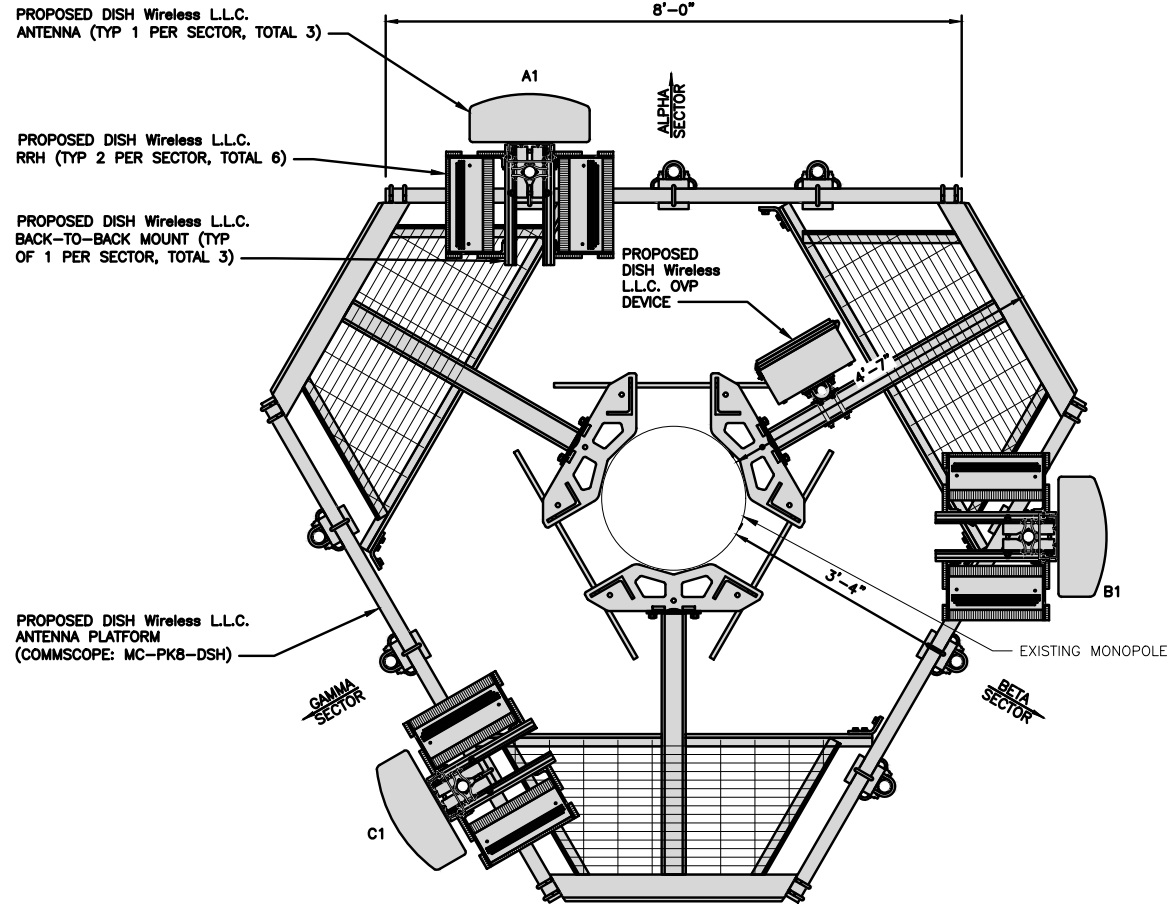 PROPOSED DISH Wireless L.L.C.
ANTENNA (TYP 1 PER SECTOR, TOTAL 3)
8'-0"
A1
ALPHA
SECTOR
PROPOSED DISH Wireless L.L.C.
RRH (TYP 2 PER SECTOR, TOTAL 6)
PROPOSED DISH Wireless L.L.C.
BACK-TO-BACK MOUNT (TYP
OF 1 PER SECTOR, TOTAL 3)
PROPOSED
DISH Wireless
L.L.C. OVP
DEVICE
4'-7"
3'-4"
B1
PROPOSED DISH Wireless L.L.C.
ANTENNA PLATFORM
(COMMSCOPE: MC-PK8-DSH)
EXISTING MONOPOLE
GAMMA
SECTOR
BETA
SECTOR
C1